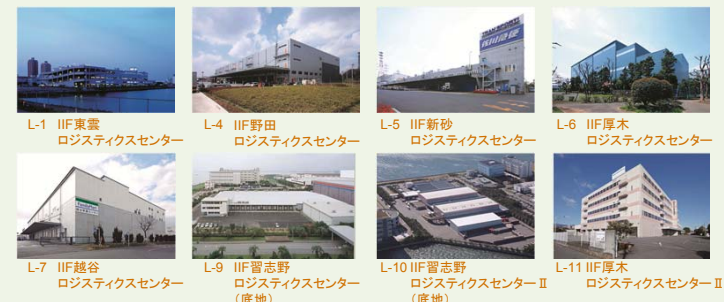 L-1 IIF東雲
ロジスティクスセンター
L-4 IIF野田
ロジスティクスセンター
L-5 IIF新砂
ロジスティクスセンター
L-6 IIF厚木
ロジスティクスセンター
L-7 IIF越谷
ロジスティクスセンター
L-9 IIF習志野
ロジスティクスセンター
(底地)
L-10 IIF習志野
ロジスティクスセンターⅡ
(底地)
L-11 IIF厚木
ロジスティクスセンターⅡ